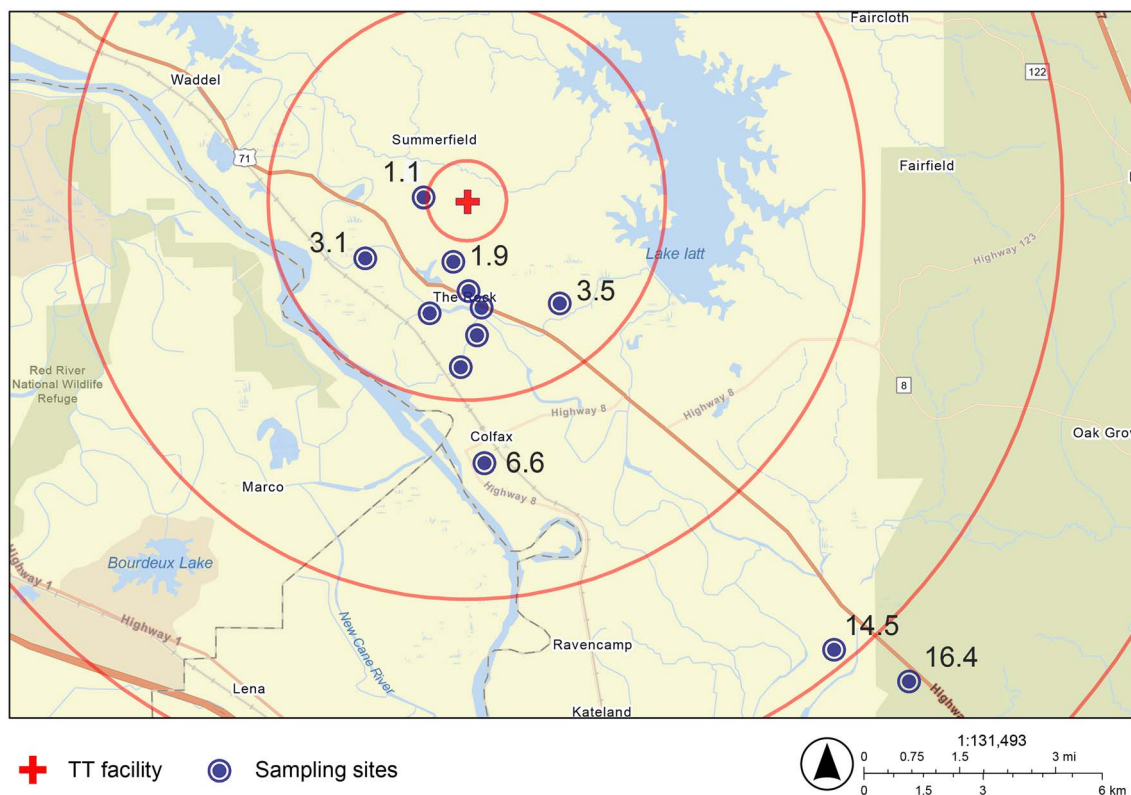 Faircloth
Waddel
122
Summerfield
71
1.1
Fairfield
3.1
1.9
Lake Iatt
Highway 123
3.5
The Rock
Red River
National Wildlife
Refuge
8
Highway 8
Highway 8
Colfax
Oak Gro
6.6
Marco
Highway 8
Bourdeux Lake
Highway 1
Highway 1
New Cane River
14.5
Ravencamp
16.4
Lena
Kateland
1:131,493
TT facility
Sampling sites
0 0.75 1.5 3 mi
0 1.5 3 6 km